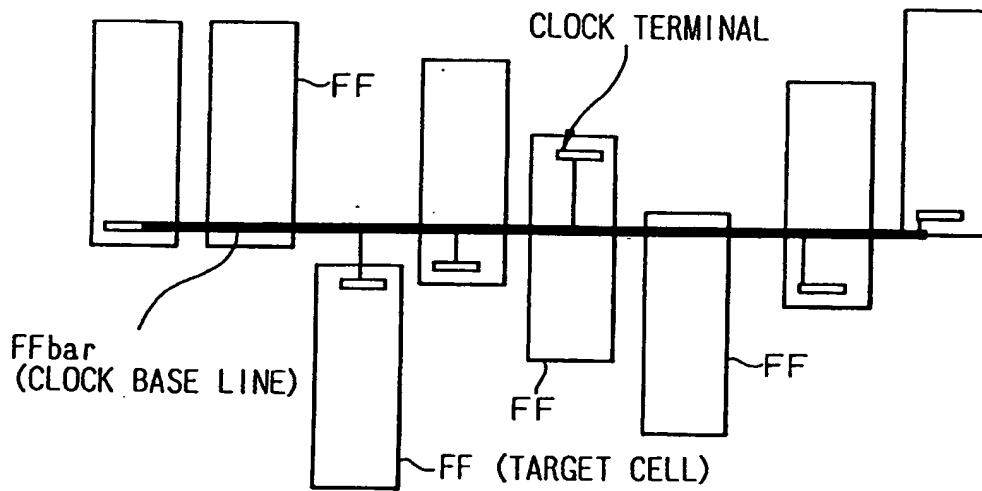 CLOCK TERMINAL
FF
FFbar
(CLOCK BASE LINE)
FF
FF
FF (TARGET CELL)